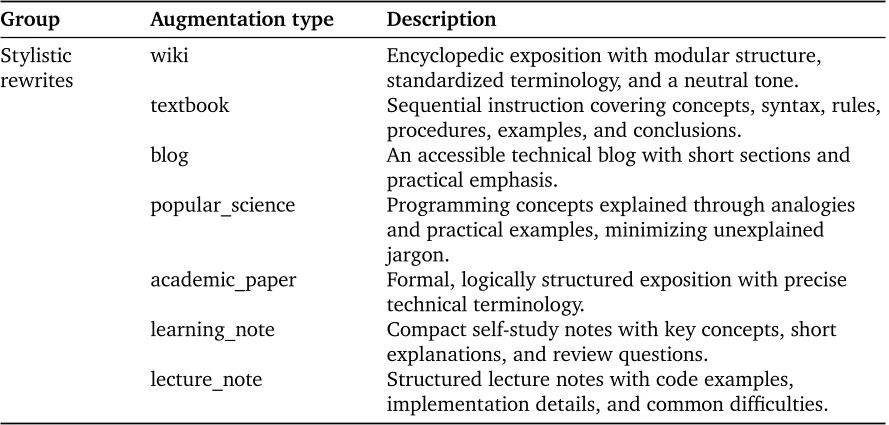 Group Augmentation type Description
Stylistic wiki Encyclopedic exposition with modular structure,
rewrites standardized terminology, and a neutral tone.
textbook Sequential instruction covering concepts, syntax, rules,
procedures, examples, and conclusions.
blog An accessible technical blog with short sections and
practical emphasis.
popular_science Programming concepts explained through analogies
and practical examples, minimizing unexplained
jargon.
academic_paper Formal, logically structured exposition with precise
technical terminology.
learning_note Compact self-study notes with key concepts, short
explanations, and review questions.
lecture_note Structured lecture notes with code examples,
implementation details, and common difficulties.